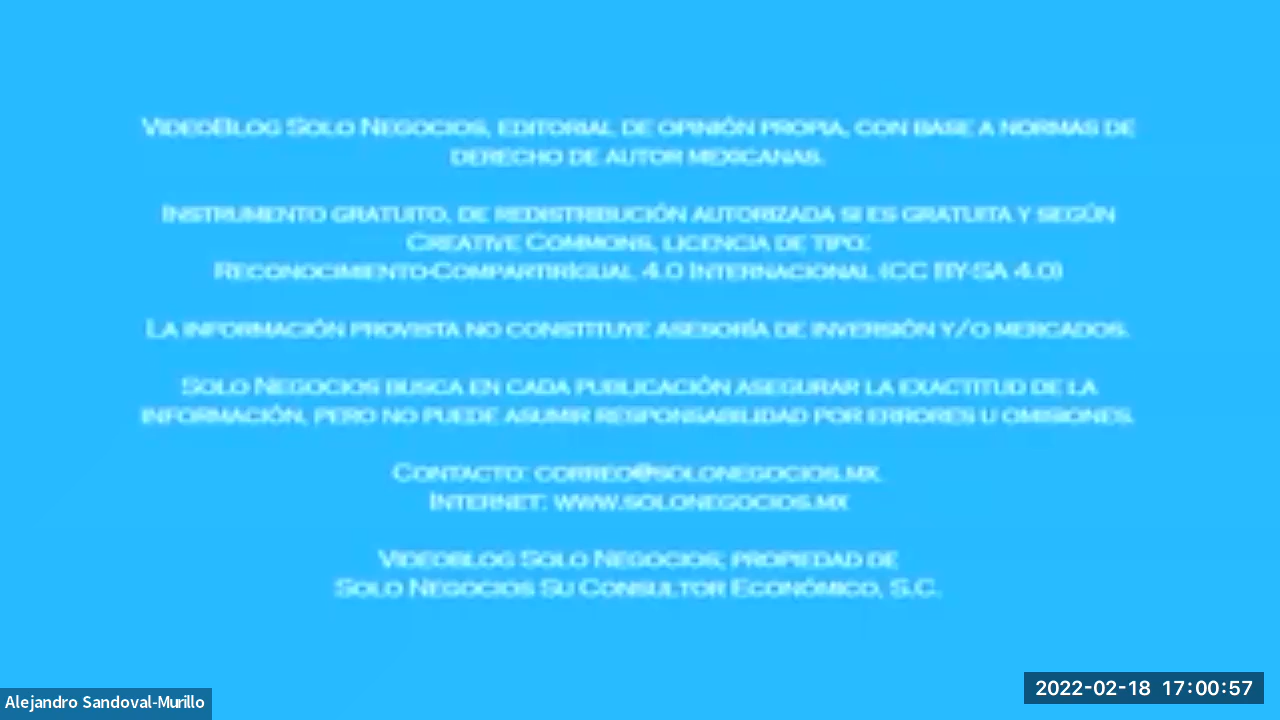 VideoBlog Solo Negocios, editorial de opinión propia, con base a normas de
derecho de autor mexicanas.
Instrumento gratuito, de redistribución autorizada si es gratuita y según
Creative Commons, licencia de tipo:
Reconocimiento-CompartirIgual 4.0 Internacional (CC BY-SA 4.0)
La información provista no constituye asesoría de inversión y/o mercados.
Solo Negocios busca en cada publicación asegurar la exactitud de la
información, pero no puede asumir responsabilidad por errores u omisiones.
Contacto: correo@solonegocios.mx
Internet: www.solonegocios.mx
Videoblog Solo Negocios; propiedad de
Solo Negocios Su Consultor Económico, S.C.
Alejandro Sandoval-Murillo
2022-02-18 17:00:57